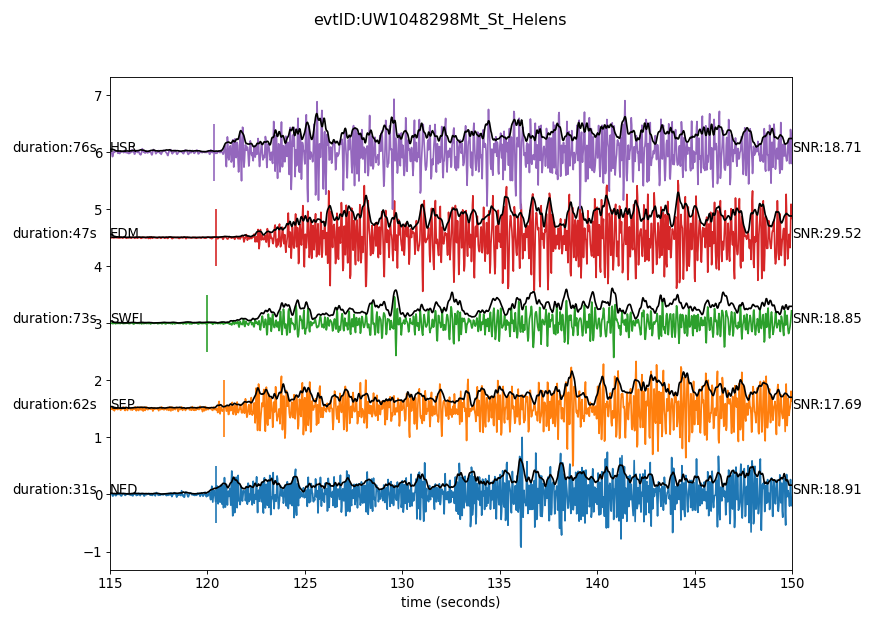 evtID:UW1048298Mt_St_Helens
7
duration:76s HSR 6 SNR:18.71
5
duration:47s EDM SNR:29.52
4
duration:73s SWFL 3 SNR:18.85
2
duration:62s SEP SNR:17.69
1
duration:31s NED 0 SNR:18.91
−1
115 120 125 130 135 140 145 150
time (seconds)